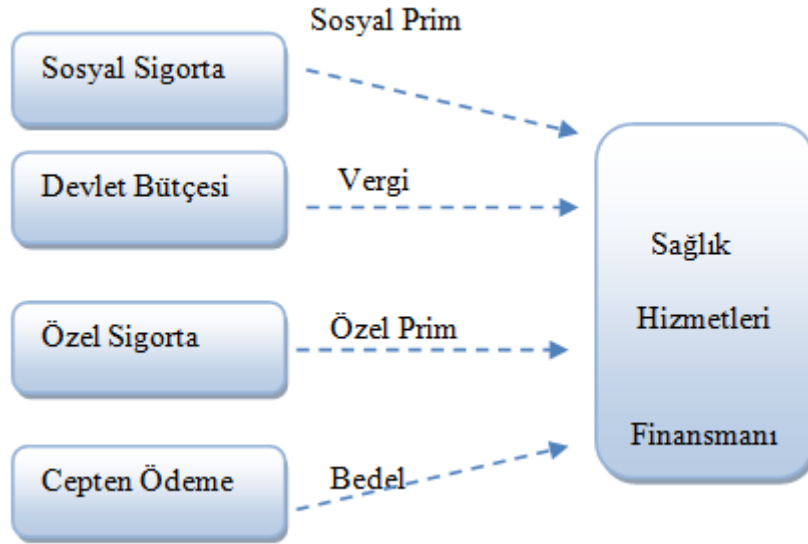 Sosyal Prim
Sosyal Sigorta
Devlet Bütçesi
Vergi
Özel Sigorta
Özel Prim
Cepten Ödeme
Bedel
Sağlık
Hizmetleri
Finansmanı